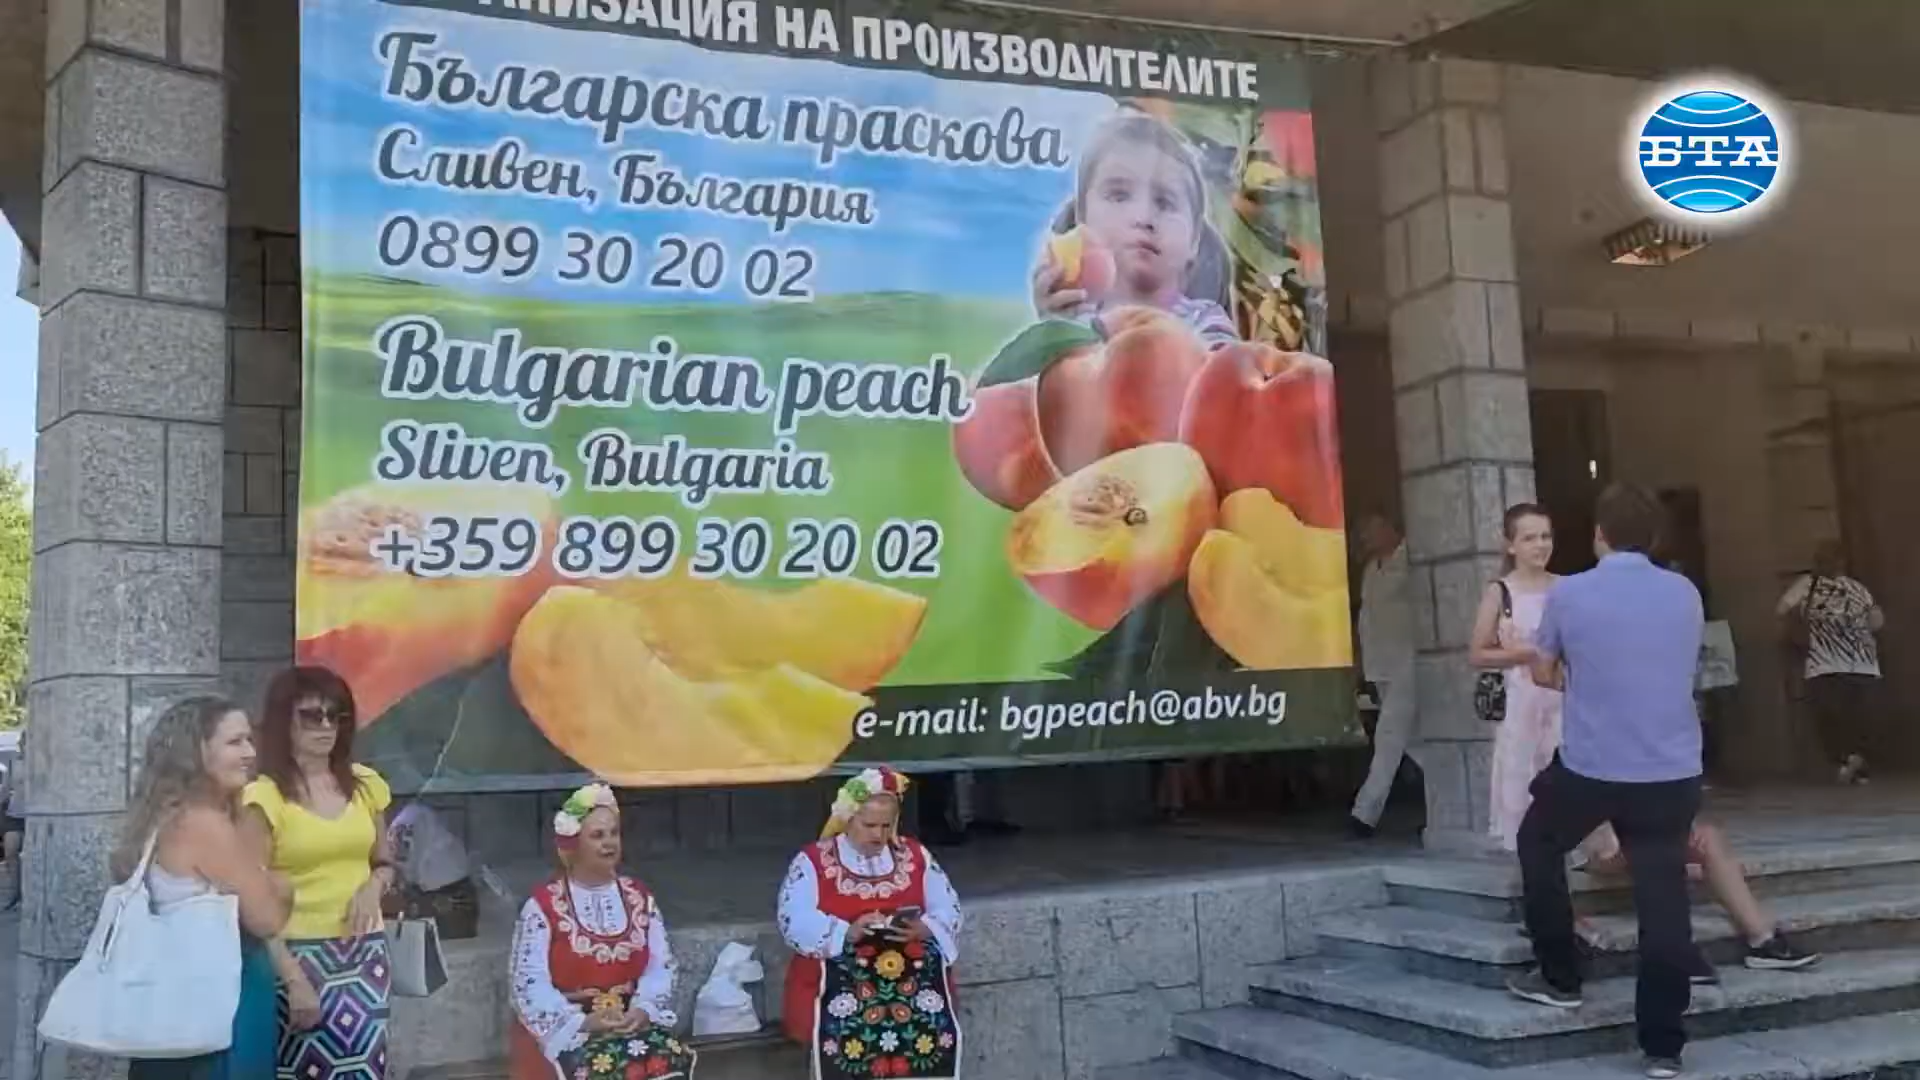 НА ПРОИЗВОДИТЕЛИТЕ
Българска праскова
Сливен, България
0899 30 20 02
Bulgarian peach
Sliven, Bulgaria
+359 899 30 20 02
e-mail: bgpeach@abv.bg
БТА